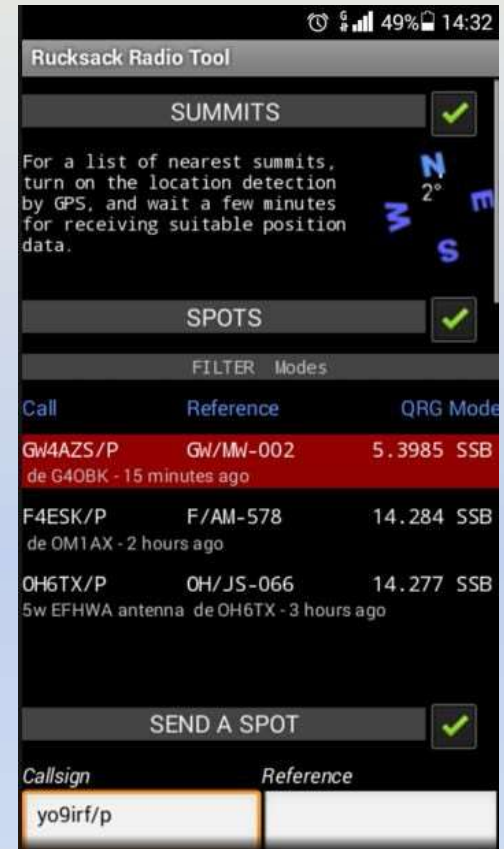 49% 14:32
Rucksack Radio Tool
SUMMITS
For a list of nearest summits,
turn on the location detection
by GPS, and wait a few minutes
for receiving suitable position
data.
N
2°
W E
S
SPOTS
FILTER Modes
Call Reference QRG Mode
GW4AZS/P GW/MW-002 5.3985 SSB
de G4OBK - 15 minutes ago
F4ESK/P F/AM-578 14.284 SSB
de OM1AX - 2 hours ago
OH6TX/P OH/JS-066 14.277 SSB
5w EFHWA antenna de OH6TX - 3 hours ago
SEND A SPOT
Callsign Reference
yo9irf/p